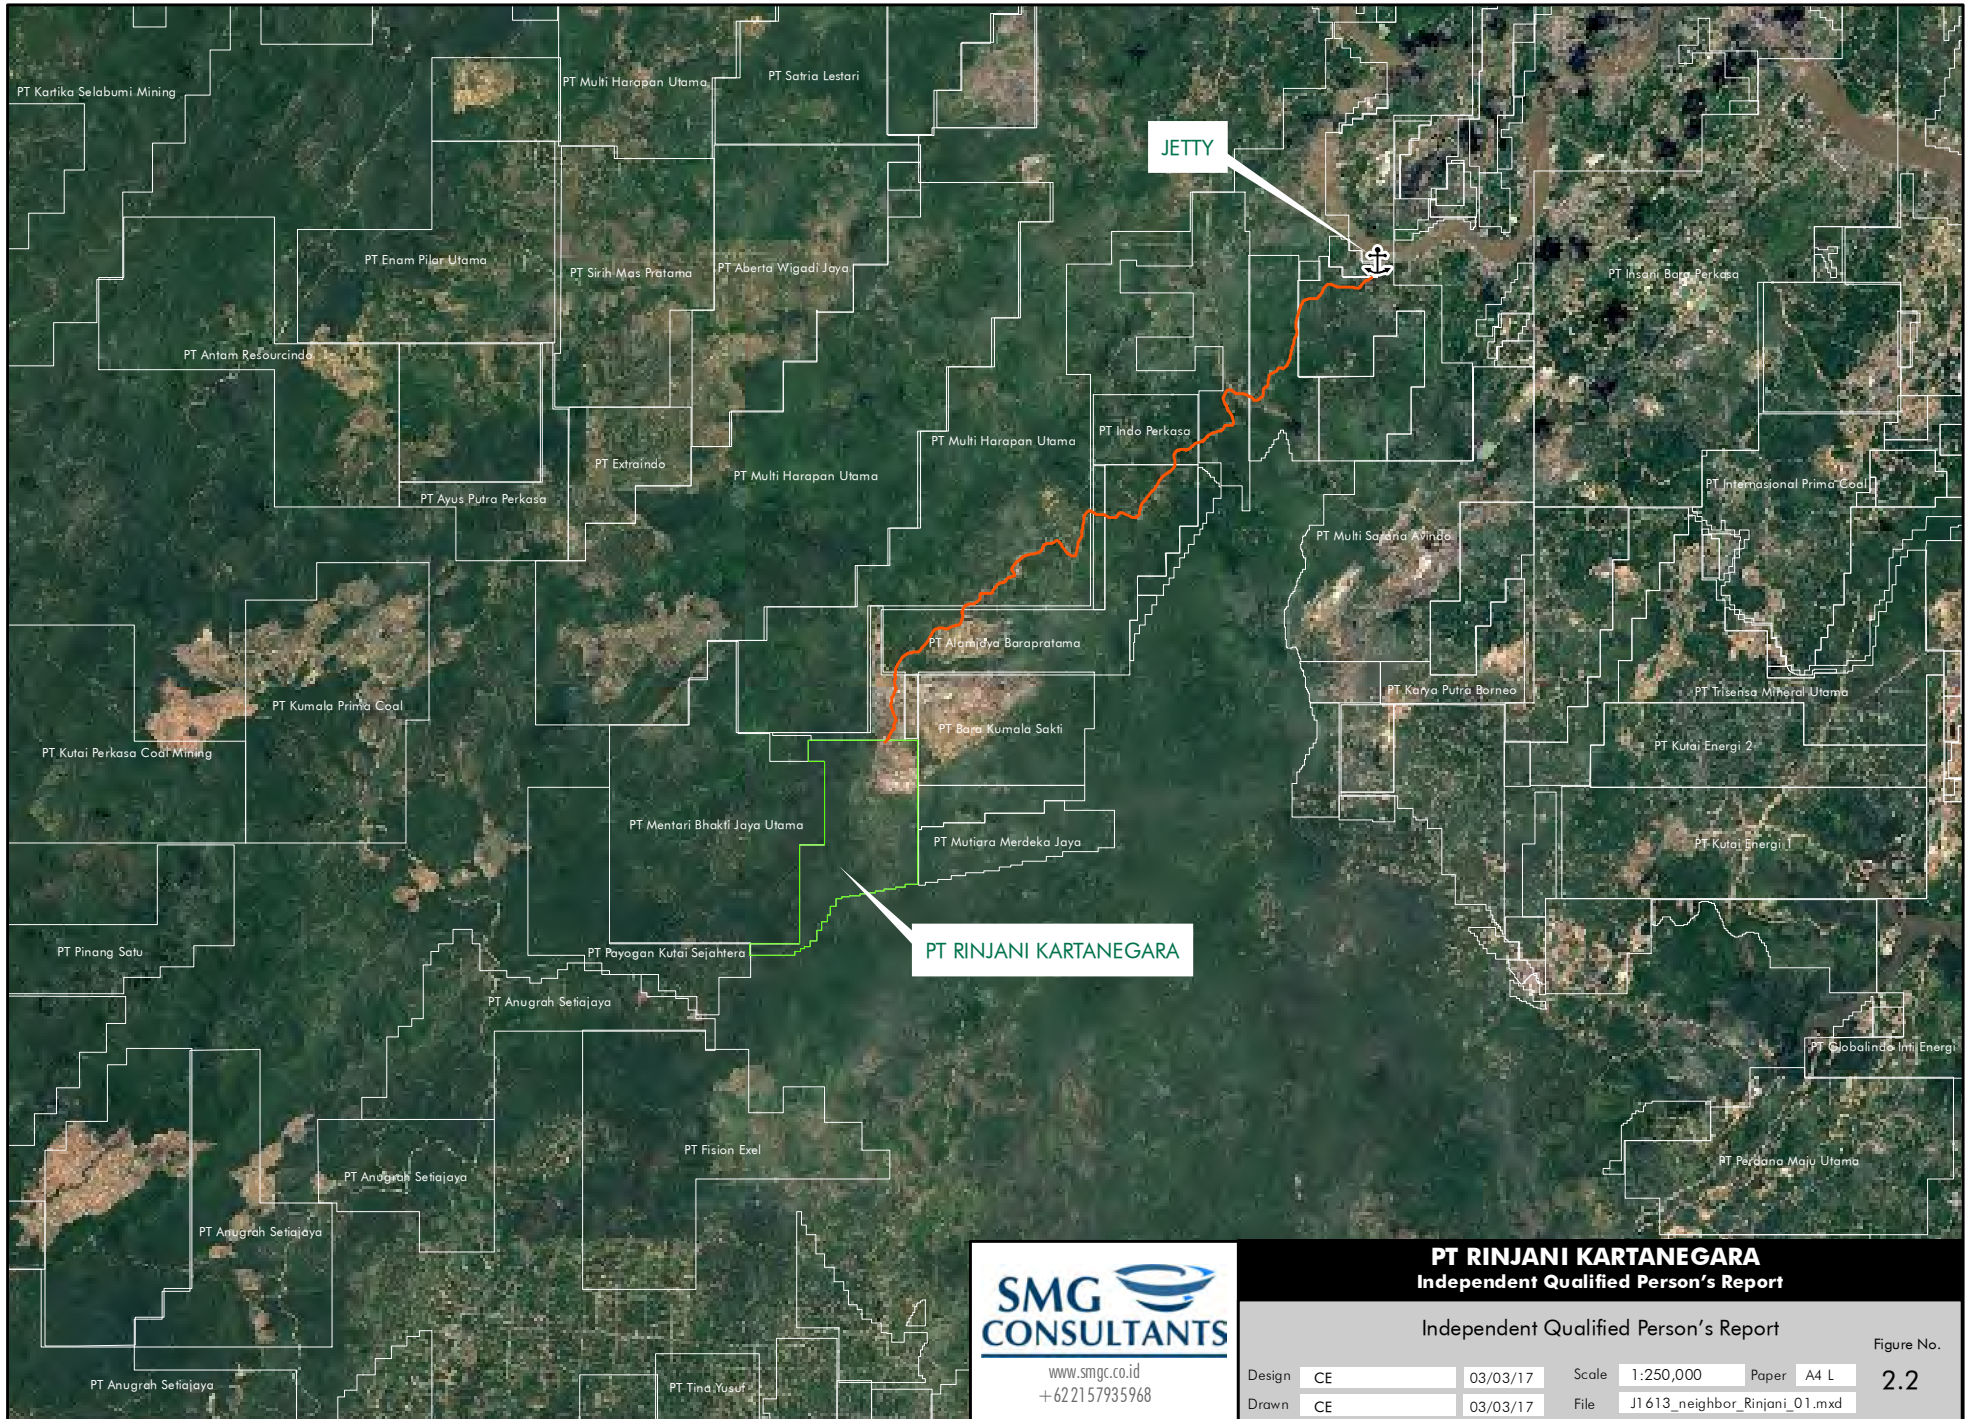 PT Kartika Selabumi Mining
PT Multi Harapan Utama
PT Satria Lestari
JETTY
PT Enam Pilar Utama
PT Sirih Mas Pratama
PT Aberta Wigadi Jaya
PT Insani Bara Perkasa
PT Antam Resourcindo
PT Multi Harapan Utama
PT Indo Perkasa
PT Extraindo
PT Multi Harapan Utama
PT Ayus Putra Perkasa
PT Internasional Prima Coal
PT Multi Sarana Avindo
PT Alamjaya Barapratama
PT Kumala Prima Coal
PT Karya Putra Borneo
PT Trisensa Mineral Utama
PT Bara Kumala Sakti
PT Kutai Perkasa Coal Mining
PT Kutai Energi 2
PT Mentari Bhakti Jaya Utama
PT Mutiara Merdeka Jaya
PT Kutai Energi 1
PT Pinang Satu
PT Payogan Kutai Sejahtera
PT RINJANI KARTANEGARA
PT Anugrah Setiajaya
PT Globalindo Inti Energi
PT Fision Exel
PT Perdana Maju Utama
PT Anugrah Setiajaya
PT Anugrah Setiajaya
PT Anugrah Setiajaya
PT Tina Yusuf
SMG
CONSULTANTS
www.smgc.co.id
+622157935968
PT RINJANI KARTANEGARA
Independent Qualified Person's Report
Independent Qualified Person's Report
Figure No.
2.2
Design CE 03/03/17 Scale 1:250,000 Paper A4 L
Drawn CE 03/03/17 File J1613_neighbor_Rinjani_01.mxd